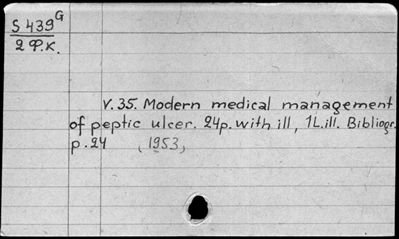 S 439 G
2 Ф.К.
V. 35. Modern medical management
of peptic ulcer. 24p. with ill, 1L. ill. Bibliogr.
p. 24 (1953)